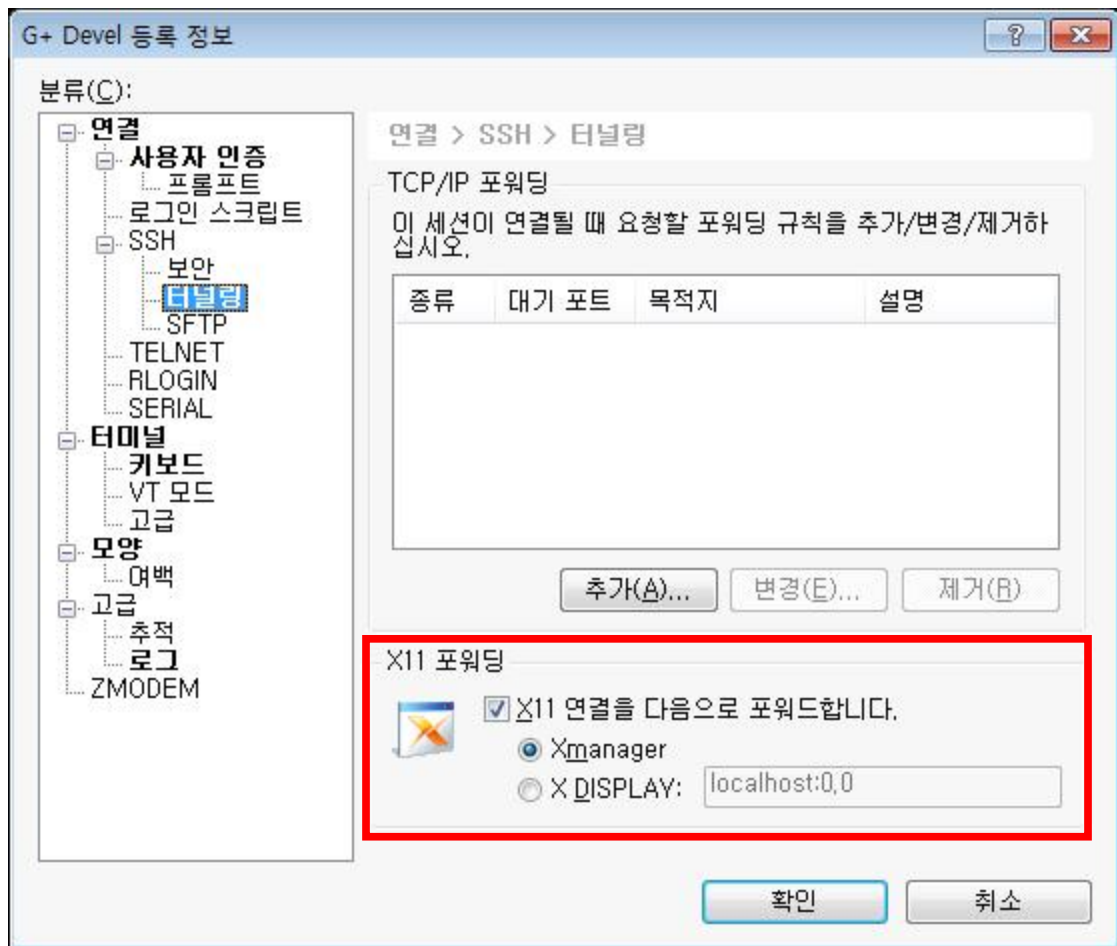 G+ Devel 등록 정보
분류(C):
연결
사용자 인증
프롬프트
로그인 스크립트
SSH
보안
터널링
SFTP
TELNET
RLOGIN
SERIAL
터미널
키보드
VT 모드
고급
모양
여백
고급
추적
로그
ZMODEM
연결 > SSH > 터널링
TCP/IP 포워딩
이 세션이 연결될 때 요청할 포워딩 규칙을 추가/변경/제거하
십시오.
종류 대기 포트 목적지 설명
추가(A)... 변경(E)... 제거(R)
X11 포워딩
X11 연결을 다음으로 포워드합니다.
Xmanager
X DISPLAY: localhost:0.0
확인 취소